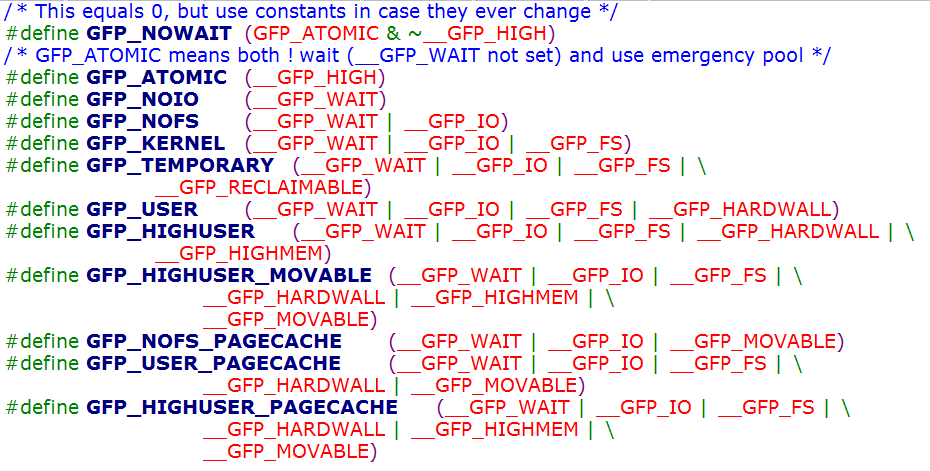 /* This equals 0, but use constants in case they ever change */
#define GFP_NOWAIT (GFP_ATOMIC & ~__GFP_HIGH)
/* GFP_ATOMIC means both !wait (__GFP_WAIT not set) and use emergency pool */
#define GFP_ATOMIC (__GFP_HIGH)
#define GFP_NOIO (__GFP_WAIT)
#define GFP_NOFS (__GFP_WAIT | __GFP_IO)
#define GFP_KERNEL (__GFP_WAIT | __GFP_IO | __GFP_FS)
#define GFP_TEMPORARY (__GFP_WAIT | __GFP_IO | __GFP_FS | \
__GFP_RECLAIMABLE)
#define GFP_USER (__GFP_WAIT | __GFP_IO | __GFP_FS | __GFP_HARDWALL)
#define GFP_HIGHUSER (__GFP_WAIT | __GFP_IO | __GFP_FS | __GFP_HARDWALL | \
__GFP_HIGHMEM)
#define GFP_HIGHUSER_MOVABLE (__GFP_WAIT | __GFP_IO | __GFP_FS | \
__GFP_HARDWALL | __GFP_HIGHMEM | \
__GFP_MOVABLE)
#define GFP_NOFS_PAGECACHE (__GFP_WAIT | __GFP_IO | __GFP_MOVABLE)
#define GFP_USER_PAGECACHE (__GFP_WAIT | __GFP_IO | __GFP_FS | \
__GFP_HARDWALL | __GFP_MOVABLE)
#define GFP_HIGHUSER_PAGECACHE (__GFP_WAIT | __GFP_IO | __GFP_FS | \
__GFP_HARDWALL | __GFP_HIGHMEM | \
__GFP_MOVABLE)